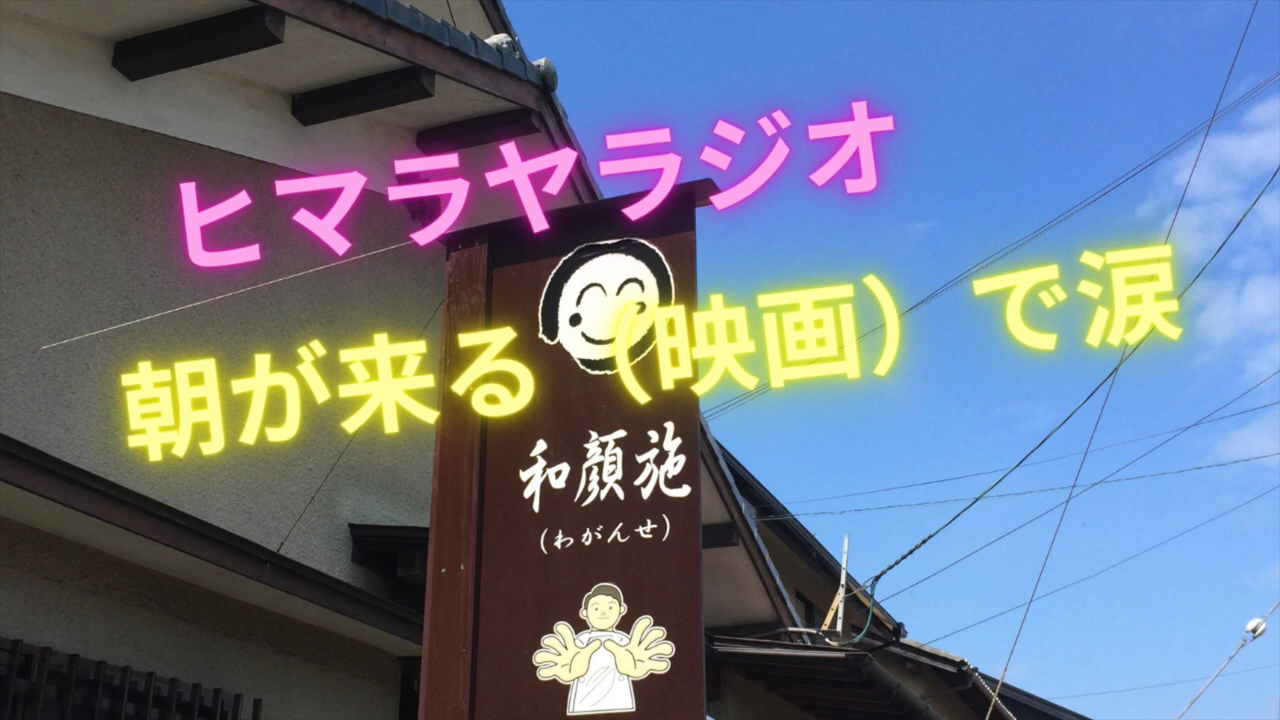 ヒマラヤラジオ
朝が来る（映画）で涙
和顔施
(わがんせ)